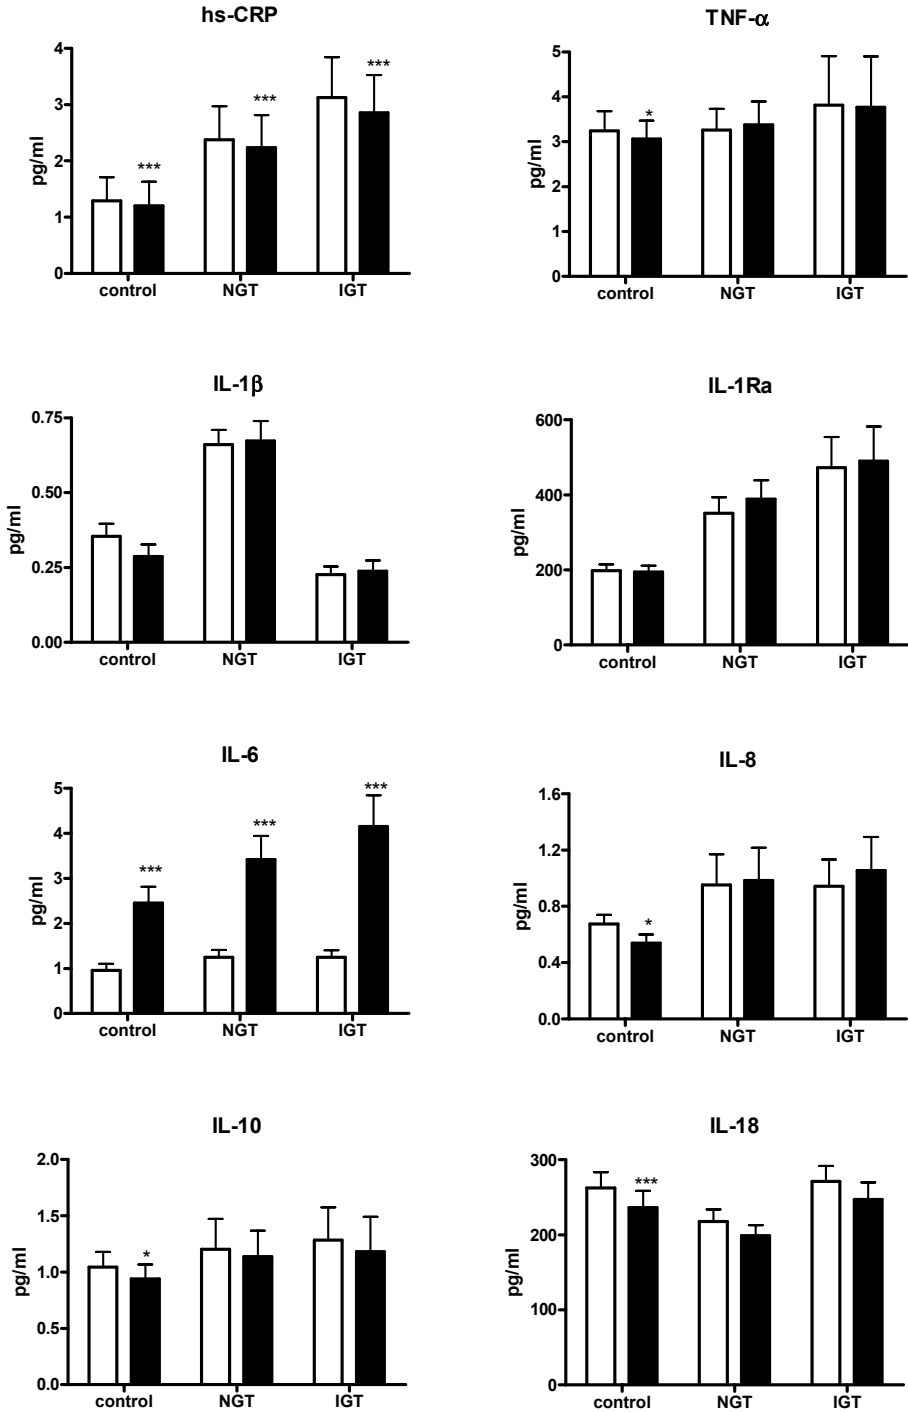 hs-CRP
4
3
2
1
0
pg/ml
***
***
***
control NGT IGT
TNF-α
5
4
3
2
1
0
pg/ml
*
control NGT IGT
IL-1β
0.75
0.50
0.25
0.00
pg/ml
control NGT IGT
IL-1Ra
600
400
200
0
pg/ml
control NGT IGT
IL-6
5
4
3
2
1
0
pg/ml
***
***
***
control NGT IGT
IL-8
1.6
1.2
0.8
0.4
0.0
pg/ml
*
control NGT IGT
IL-10
2.0
1.5
1.0
0.5
0.0
pg/ml
*
control NGT IGT
IL-18
300
200
100
0
pg/ml
***
control NGT IGT